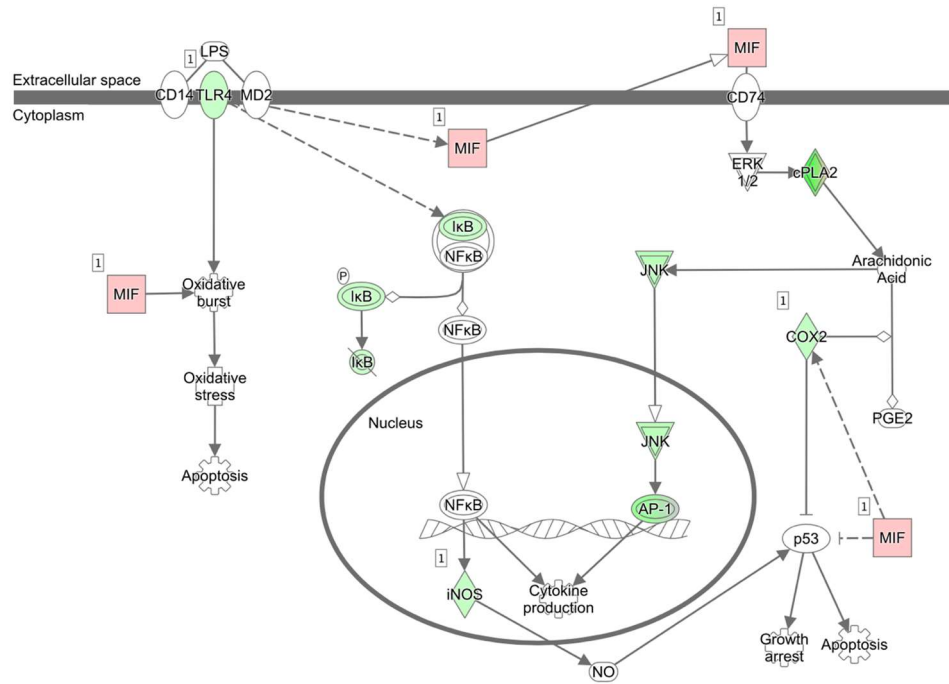 1
MIF
1
LPS
Extracellular space
CD14
TLR4
MD2
CD74
Cytoplasm
1
MIF
ERK
1/2
cPLA2
IκB
NFκB
1
MIF
Oxidative
burst
P
IκB
JNK
Arachidonic
Acid
1
NFκB
COX2
IκB
Oxidative
stress
Nucleus
PGE2
JNK
Apoptosis
NFκB
AP-1
1
p53
MIF
1
iNOS
Cytokine
production
Growth
arrest
Apoptosis
NO